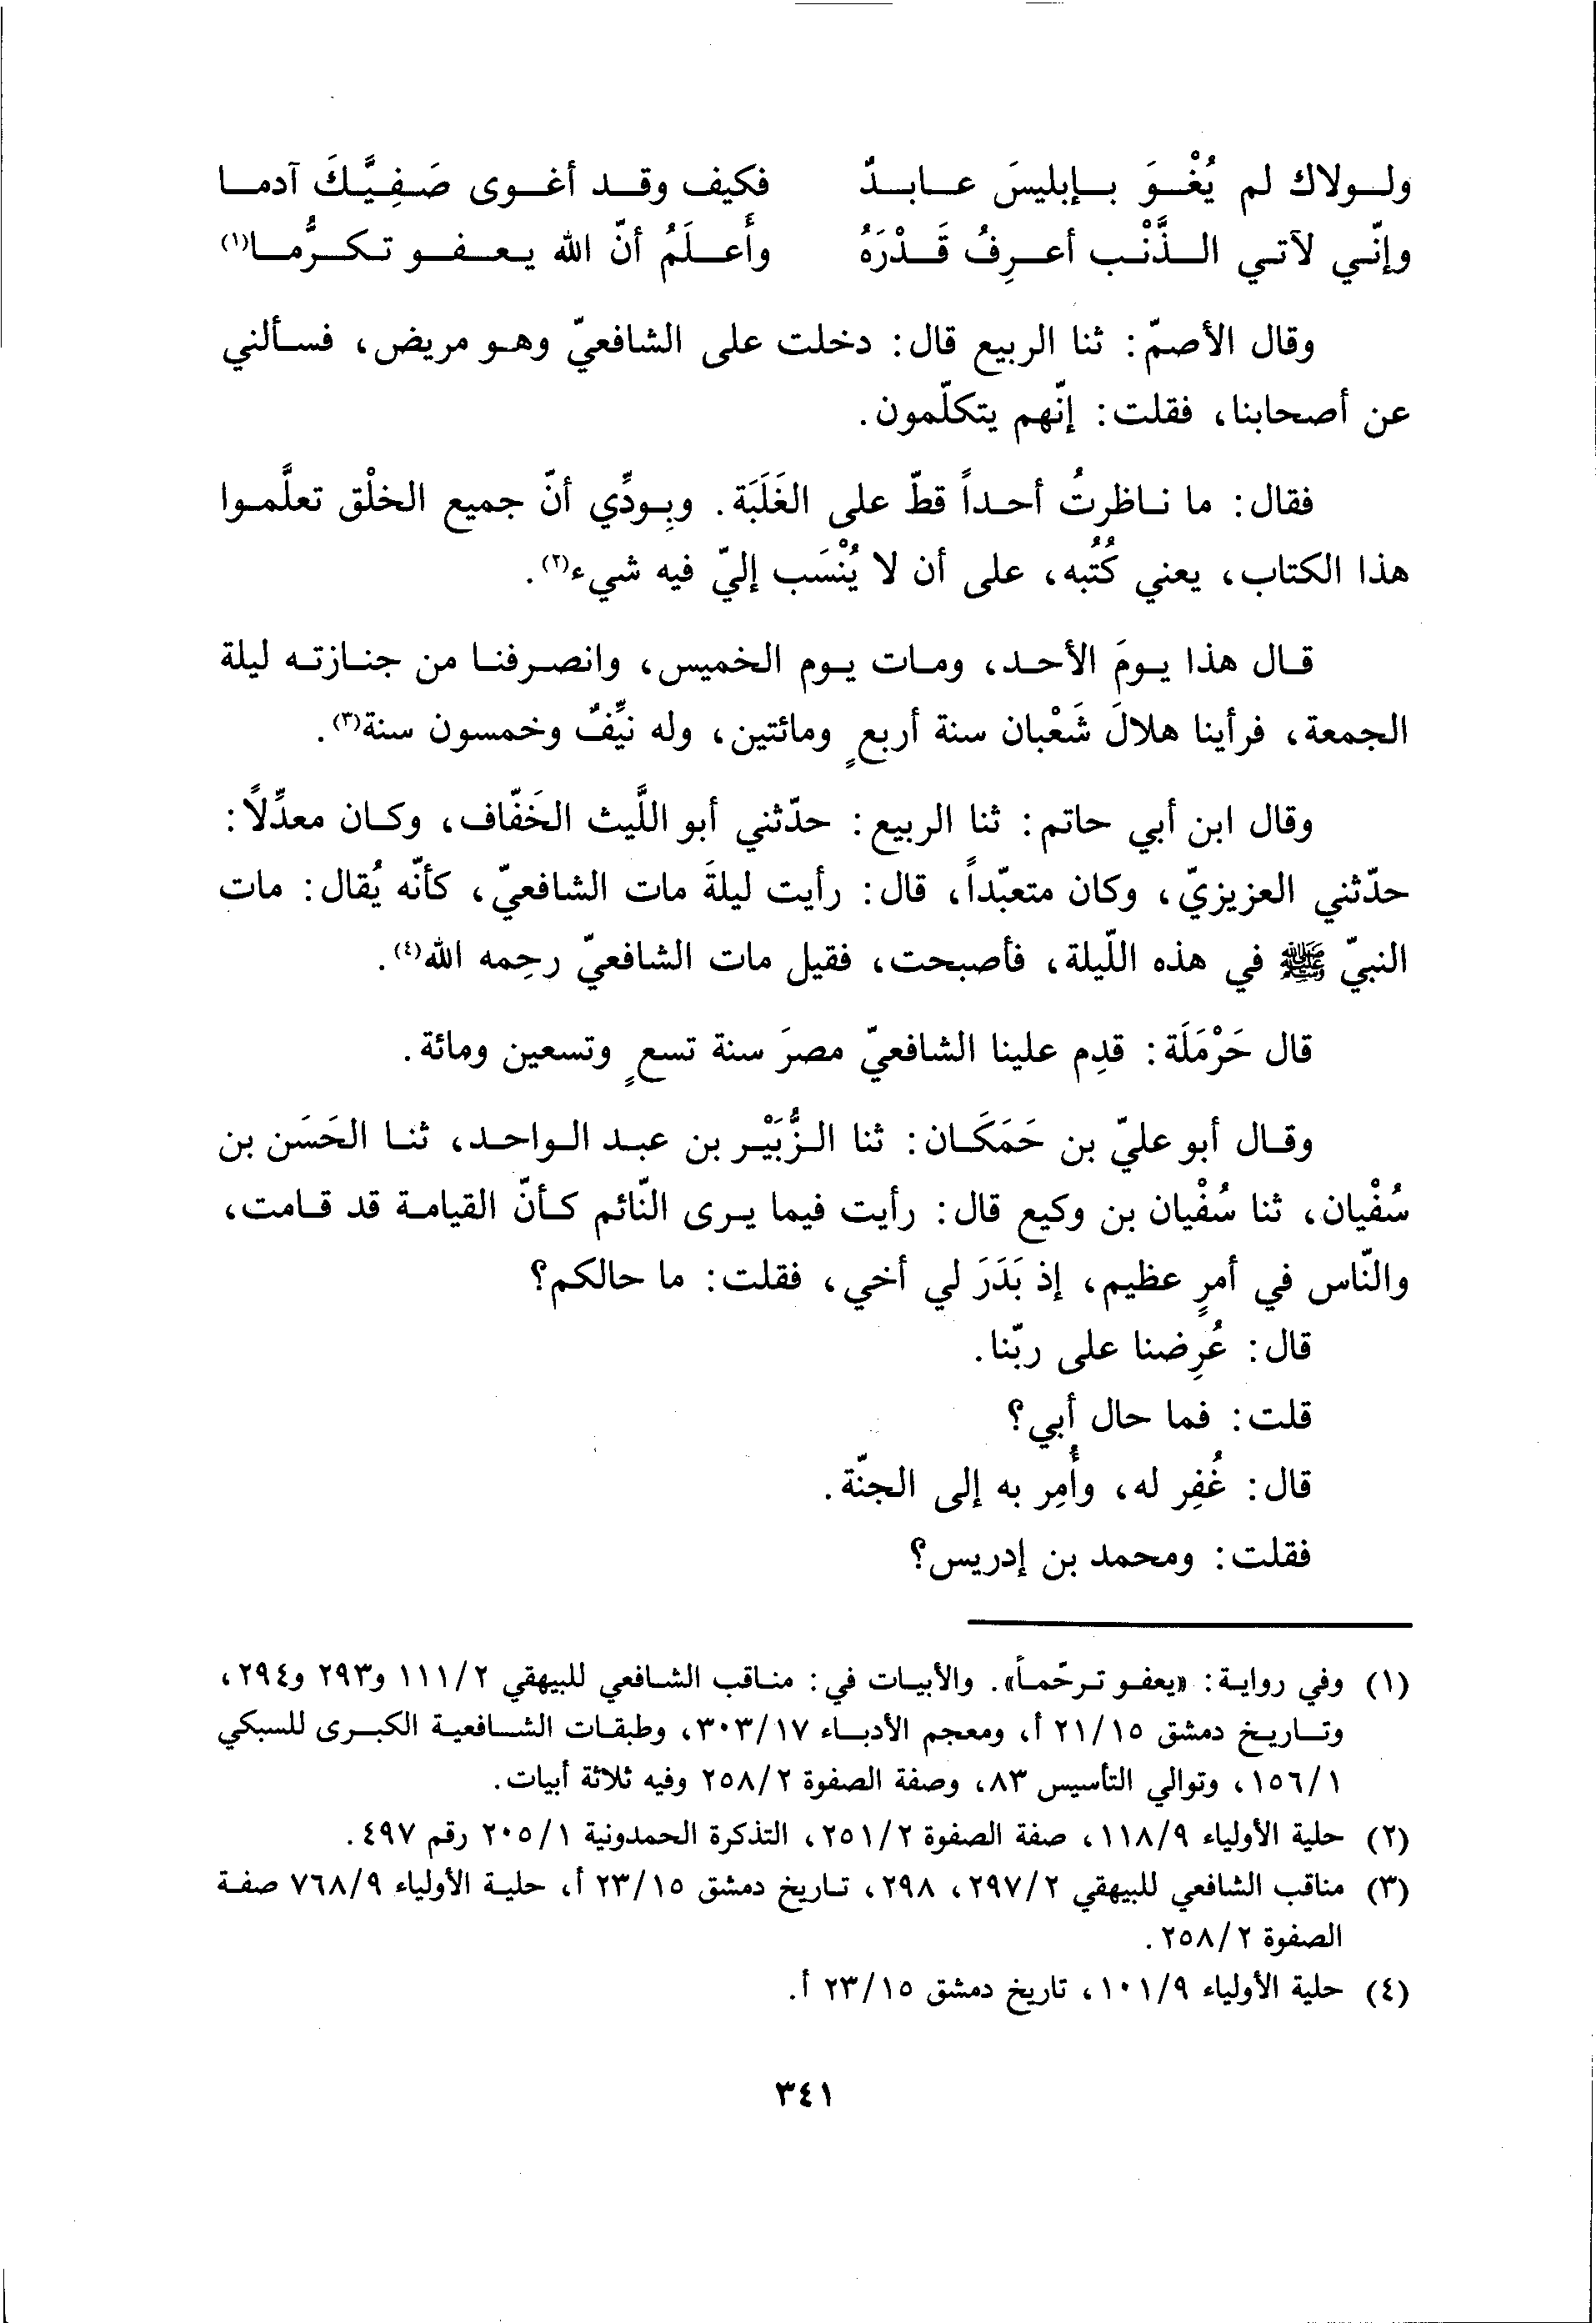 ولولاك لم يُغْوَ بإبليسَ عابدٌ فكيف وقد أغوى صَفِيَّكَ آدما
وإنّي لآتي الذَّنْب أعرِفُ قَدْرَهُ وأَعلَمُ أنّ الله يعفو تكرُّما(١)
وقال الأصمّ: ثنا الربيع قال: دخلت على الشافعيّ وهو مريض، فسألني
عن أصحابنا، فقلت: إنّهم يتكلّمون.
فقال: ما ناظرتُ أحداً قطّ على الغَلَبَة. وبِودِّي أنّ جميع الخلْق تعلَّموا
هذا الكتاب، يعني كُتُبه، على أن لا يُنْسَب إليّ فيه شيء(٢).
قال هذا يومَ الأحد، ومات يوم الخميس، وانصرفنا من جنازته ليلة
الجمعة، فرأينا هلالَ شَعْبان سنة أربعٍ ومائتين، وله نيِّفٌ وخمسون سنة(٣).
وقال ابن أبي حاتم: ثنا الربيع: حدّثني أبو اللَّيث الخَفّاف، وكان معدِّلاً:
حدّثني العزيزيّ، وكان متعبّداً، قال: رأيت ليلةَ مات الشافعيّ، كأنّه يُقال: مات
النبيّ ﷺ في هذه اللّيلة، فأصبحت، فقيل مات الشافعيّ رحِمه الله(٤).
قال حَرْمَلَة: قدِم علينا الشافعيّ مصرَ سنة تسعٍ وتسعين ومائة.
وقال أبو عليّ بن حَمَكَان: ثنا الزُّبَيْر بن عبد الواحد، ثنا الحَسَن بن
سُفْيان، ثنا سُفْيان بن وكيع قال: رأيت فيما يرى النّائم كأنّ القيامة قد قامت،
والنّاس في أمرٍ عظيم، إذ بَدَرَ لي أخي، فقلت: ما حالكم؟
قال: عُرِضنا على ربّنا.
قلت: فما حال أبي؟
قال: غُفِر له، وأُمِر به إلى الجنّة.
فقلت: ومحمد بن إدريس؟
(١) وفي رواية: «يعفو ترحّماً». والأبيات في: مناقب الشافعي للبيهقي ٢/١١١ و٢٩٣ و٢٩٤،
وتاريخ دمشق ١٥/٢١ أ، ومعجم الأدباء ١٧/٣٠٣، وطبقات الشافعية الكبرى للسبكي
١/١٥٦، وتوالي التأسيس ٨٣، وصفة الصفوة ٢/٢٥٨ وفيه ثلاثة أبيات.
(٢) حلية الأولياء ٩/١١٨، صفة الصفوة ٢/٢٥١، التذكرة الحمدونية ١/٢٠٥ رقم ٤٩٧.
(٣) مناقب الشافعي للبيهقي ٢/٢٩٧، ٢٩٨، تاريخ دمشق ١٥/٢٣ أ، حلية الأولياء ٩/٧٦٨ صفة
الصفوة ٢/٢٥٨.
(٤) حلية الأولياء ٩/١٠١، تاريخ دمشق ١٥/٢٣ أ.
٣٤١